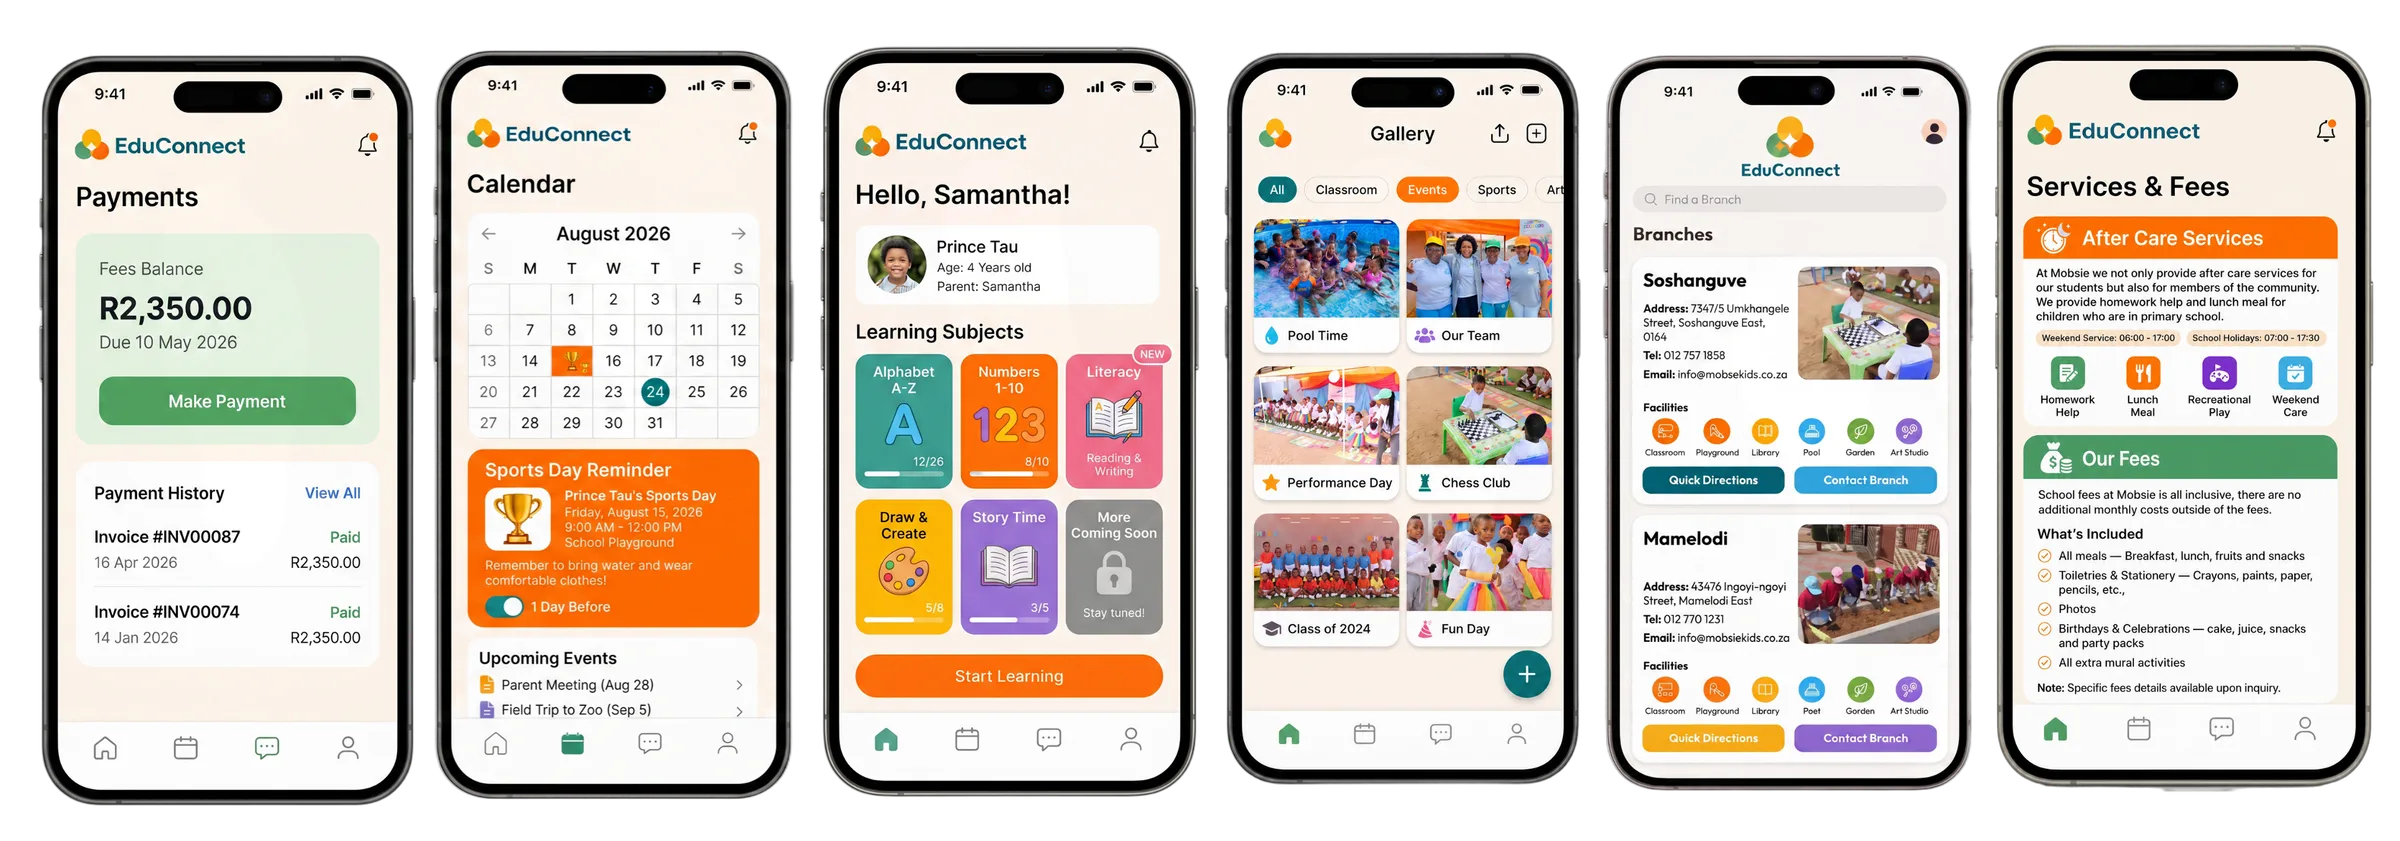 9:41
EduConnect
Payments
Fees Balance
R2,350.00
Due 10 May 2026
Make Payment
Payment History
View All
Invoice #INV00087
Paid
16 Apr 2026
R2,350.00
Invoice #INV00074
Paid
14 Jan 2026
R2,350.00
9:41
EduConnect
Calendar
August 2026
S M T W T F S
1 2 3 4 5
6 7 8 9 10 11 12
13 14 16 17 18 19
20 21 22 23 24 25 26
27 28 29 30 31
Sports Day Reminder
Prince Tau's Sports Day
Friday, August 15, 2026
9:00 AM - 12:00 PM
School Playground
Remember to bring water and wear
comfortable clothes!
1 Day Before
Upcoming Events
Parent Meeting (Aug 28)
Field Trip to Zoo (Sep 5)
9:41
EduConnect
Hello, Samantha!
Prince Tau
Age: 4 Years old
Parent: Samantha
Learning Subjects
Alphabet
A-Z
A
12/26
Numbers
1-10
123
8/10
NEW
Literacy
A
Reading &
Writing
Draw &
Create
5/8
Story Time
3/5
More
Coming Soon
Stay tuned!
Start Learning
9:41
Gallery
All
Classroom
Events
Sports
Art
Pool Time
Our Team
Performance Day
Chess Club
Class of 2024
Fun Day
9:41
EduConnect
Find a Branch
Branches
Soshanguve
Address: 7347/5 Umkhangele
Street, Soshanguve East,
0164
Tel: 012 757 1858
Email: info@mobsekids.co.za
Facilities
Classroom Playground Library Pool Garden Art Studio
Quick Directions
Contact Branch
Mamelodi
Address: 43476 Ingoyi-ngoyi
Street, Mamelodi East
Tel: 012 770 1231
Email: info@mobsiekids.co.za
Facilities
Classroom Playground Library Poet Gorden Art Studio
Quick Directions
Contact Branch
EduConnect
Services & Fees
After Care Services
At Mobsie we not only provide after care services for
our students but also for members of the community.
We provide homework help and lunch meal for
children who are in primary school.
Weekend Service: 06:00 - 17:00
School Holidays: 07:00 - 17:30
Homework
Help
Lunch
Meal
Recreational
Play
Weekend
Care
$
Our Fees
School fees at Mobsie is all inclusive, there are no
additional monthly costs outside of the fees.
What's Included
All meals — Breakfast, lunch, fruits and snacks
Toiletries & Stationery — Crayons, paints, paper,
pencils, etc.,
Photos
Birthdays & Celebrations — cake, juice, snacks
and party packs
All extra mural activities
Note: Specific fees details available upon inquiry.